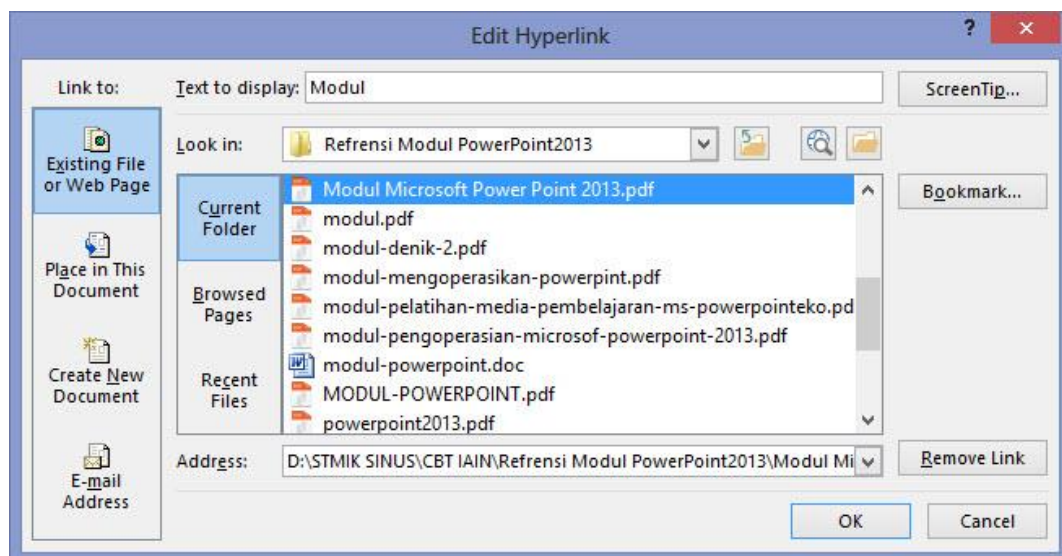 Edit Hyperlink
?
Link to:
Text to display: Modul
ScreenTip...
Existing File
or Web Page
Look in:
Refrensi Modul PowerPoint2013
Bookmark...
Current
Folder
Modul Microsoft Power Point 2013.pdf
modul.pdf
modul-denik-2.pdf
modul-mengoperasikan-powerpint.pdf
modul-pelatihan-media-pembelajaran-ms-powerpointeko.pd
modul-pengoperasian-microsof-powerpoint-2013.pdf
modul-powerpoint.doc
MODUL-POWERPOINT.pdf
powerpoint2013.pdf
Place in This
Document
Browsed
Pages
Create New
Document
Recent
Files
E-mail
Address
Address:
D:\STMIK SINUS\CBT IAIN\Refrensi Modul PowerPoint2013\Modul Mi
Remove Link
OK
Cancel